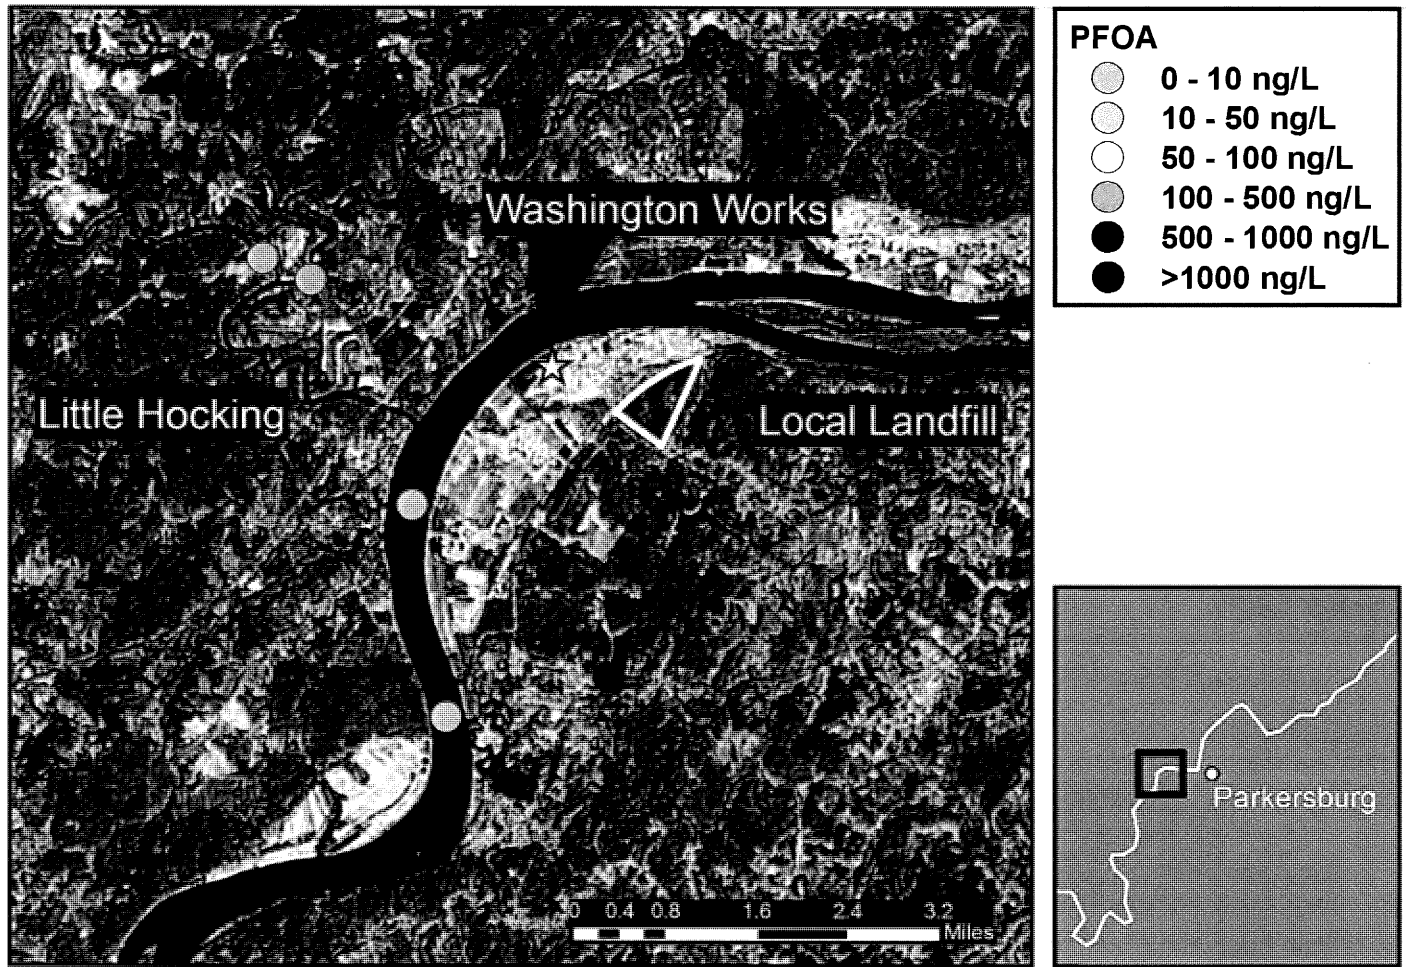 PFOA
0 - 10 ng/L
10 - 50 ng/L
50 - 100 ng/L
100 - 500 ng/L
500 - 1000 ng/L
>1000 ng/L
Washington Works
Little Hocking
Local Landfill
Parkersburg
0 0.4 0.8 1.6 2.4 3.2
Miles